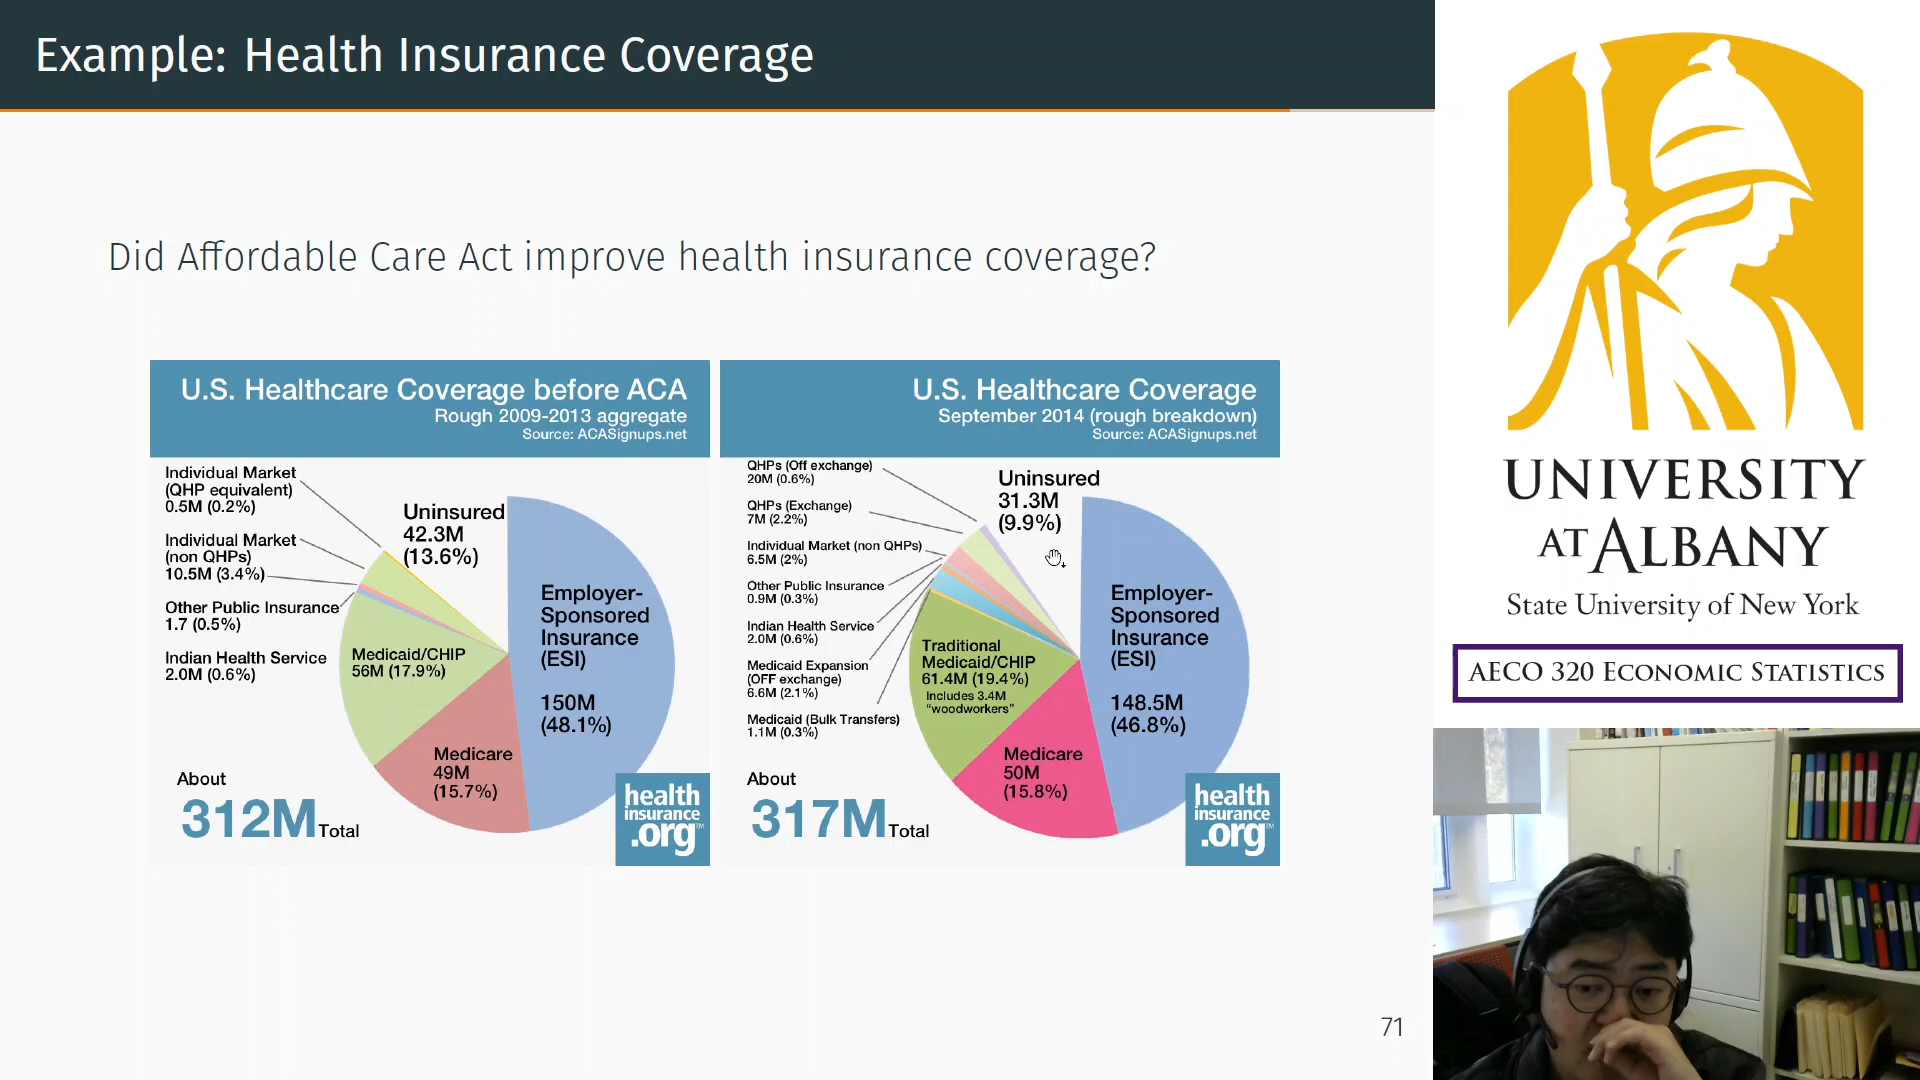 Example: Health Insurance Coverage
Did Affordable Care Act improve health insurance coverage?
U.S. Healthcare Coverage before ACA
Rough 2009-2013 aggregate
Source: ACASignups.net
Individual Market
(QHP equivalent)
0.5M (0.2%)
Individual Market
(non QHPs)
10.5M (3.4%)
Other Public Insurance
1.7 (0.5%)
Indian Health Service
2.0M (0.6%)
Uninsured
42.3M
(13.6%)
Employer-
Sponsored
Insurance
(ESI)
150M
(48.1%)
Medicaid/CHIP
56M (17.9%)
Medicare
49M
(15.7%)
About
312M Total
health
insurance
.org™
U.S. Healthcare Coverage
September 2014 (rough breakdown)
Source: ACASignups.net
QHPs (Off exchange)
20M (0.6%)
QHPs (Exchange)
7M (2.2%)
Individual Market (non QHPs)
6.5M (2%)
Other Public Insurance
0.9M (0.3%)
Indian Health Service
2.0M (0.6%)
Medicaid Expansion
(OFF exchange)
6.6M (2.1%)
Medicaid (Bulk Transfers)
1.1M (0.3%)
Uninsured
31.3M
(9.9%)
Employer-
Sponsored
Insurance
(ESI)
148.5M
(46.8%)
Traditional
Medicaid/CHIP
61.4M (19.4%)
Includes 3.4M
"woodworkers"
Medicare
50M
(15.8%)
About
317M Total
health
insurance
.org™
71
UNIVERSITY
AT ALBANY
State University of New York
AECO 320 ECONOMIC STATISTICS